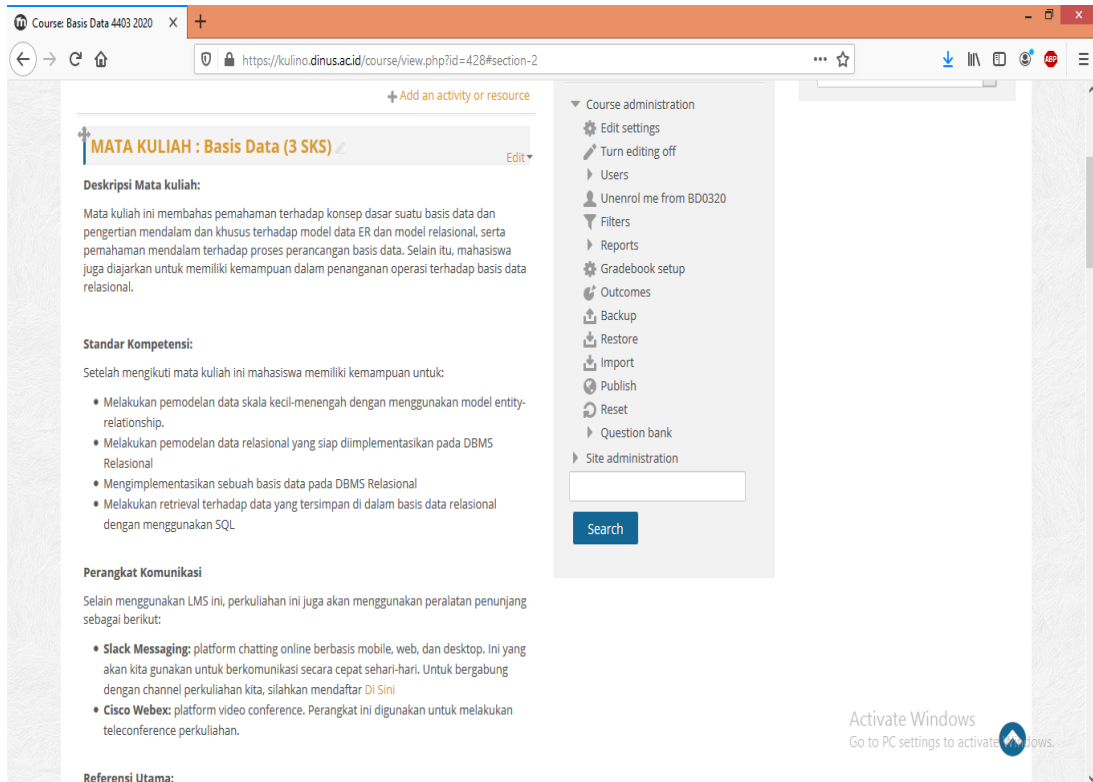 Course: Basis Data 4403 2020
https://kulino.dinus.ac.id/course/view.php?id=428#section-2
ABP
Add an activity or resource
MATA KULIAH : Basis Data (3 SKS)
Edit
Deskripsi Mata kuliah:
Mata kuliah ini membahas pemahaman terhadap konsep dasar suatu basis data dan
pengertian mendalam dan khusus terhadap model data ER dan model relasional, serta
pemahaman mendalam terhadap proses perancangan basis data. Selain itu, mahasiswa
juga diajarkan untuk memiliki kemampuan dalam penanganan operasi terhadap basis data
relasional.
Standar Kompetensi:
Setelah mengikuti mata kuliah ini mahasiswa memiliki kemampuan untuk:
Melakukan pemodelan data skala kecil-menengah dengan menggunakan model entity-
relationship.
Melakukan pemodelan data relasional yang siap diimplementasikan pada DBMS
Relasional
Mengimplementasikan sebuah basis data pada DBMS Relasional
Melakukan retrieval terhadap data yang tersimpan di dalam basis data relasional
dengan menggunakan SQL
Perangkat Komunikasi
Selain menggunakan LMS ini, perkuliahan ini juga akan menggunakan peralatan penunjang
sebagai berikut:
Slack Messaging: platform chatting online berbasis mobile, web, dan desktop. Ini yang
akan kita gunakan untuk berkomunikasi secara cepat sehari-hari. Untuk bergabung
dengan channel perkuliahan kita, silahkan mendaftar Di Sini
Cisco Webex: platform video conference. Perangkat ini digunakan untuk melakukan
teleconference perkuliahan.
Referensi Utama:
Course administration
Edit settings
Turn editing off
Users
Unenrol me from BD0320
Filters
Reports
Gradebook setup
Outcomes
Backup
Restore
Import
Publish
Reset
Question bank
Site administration
Search
Activate Windows
Go to PC settings to activate Windows.